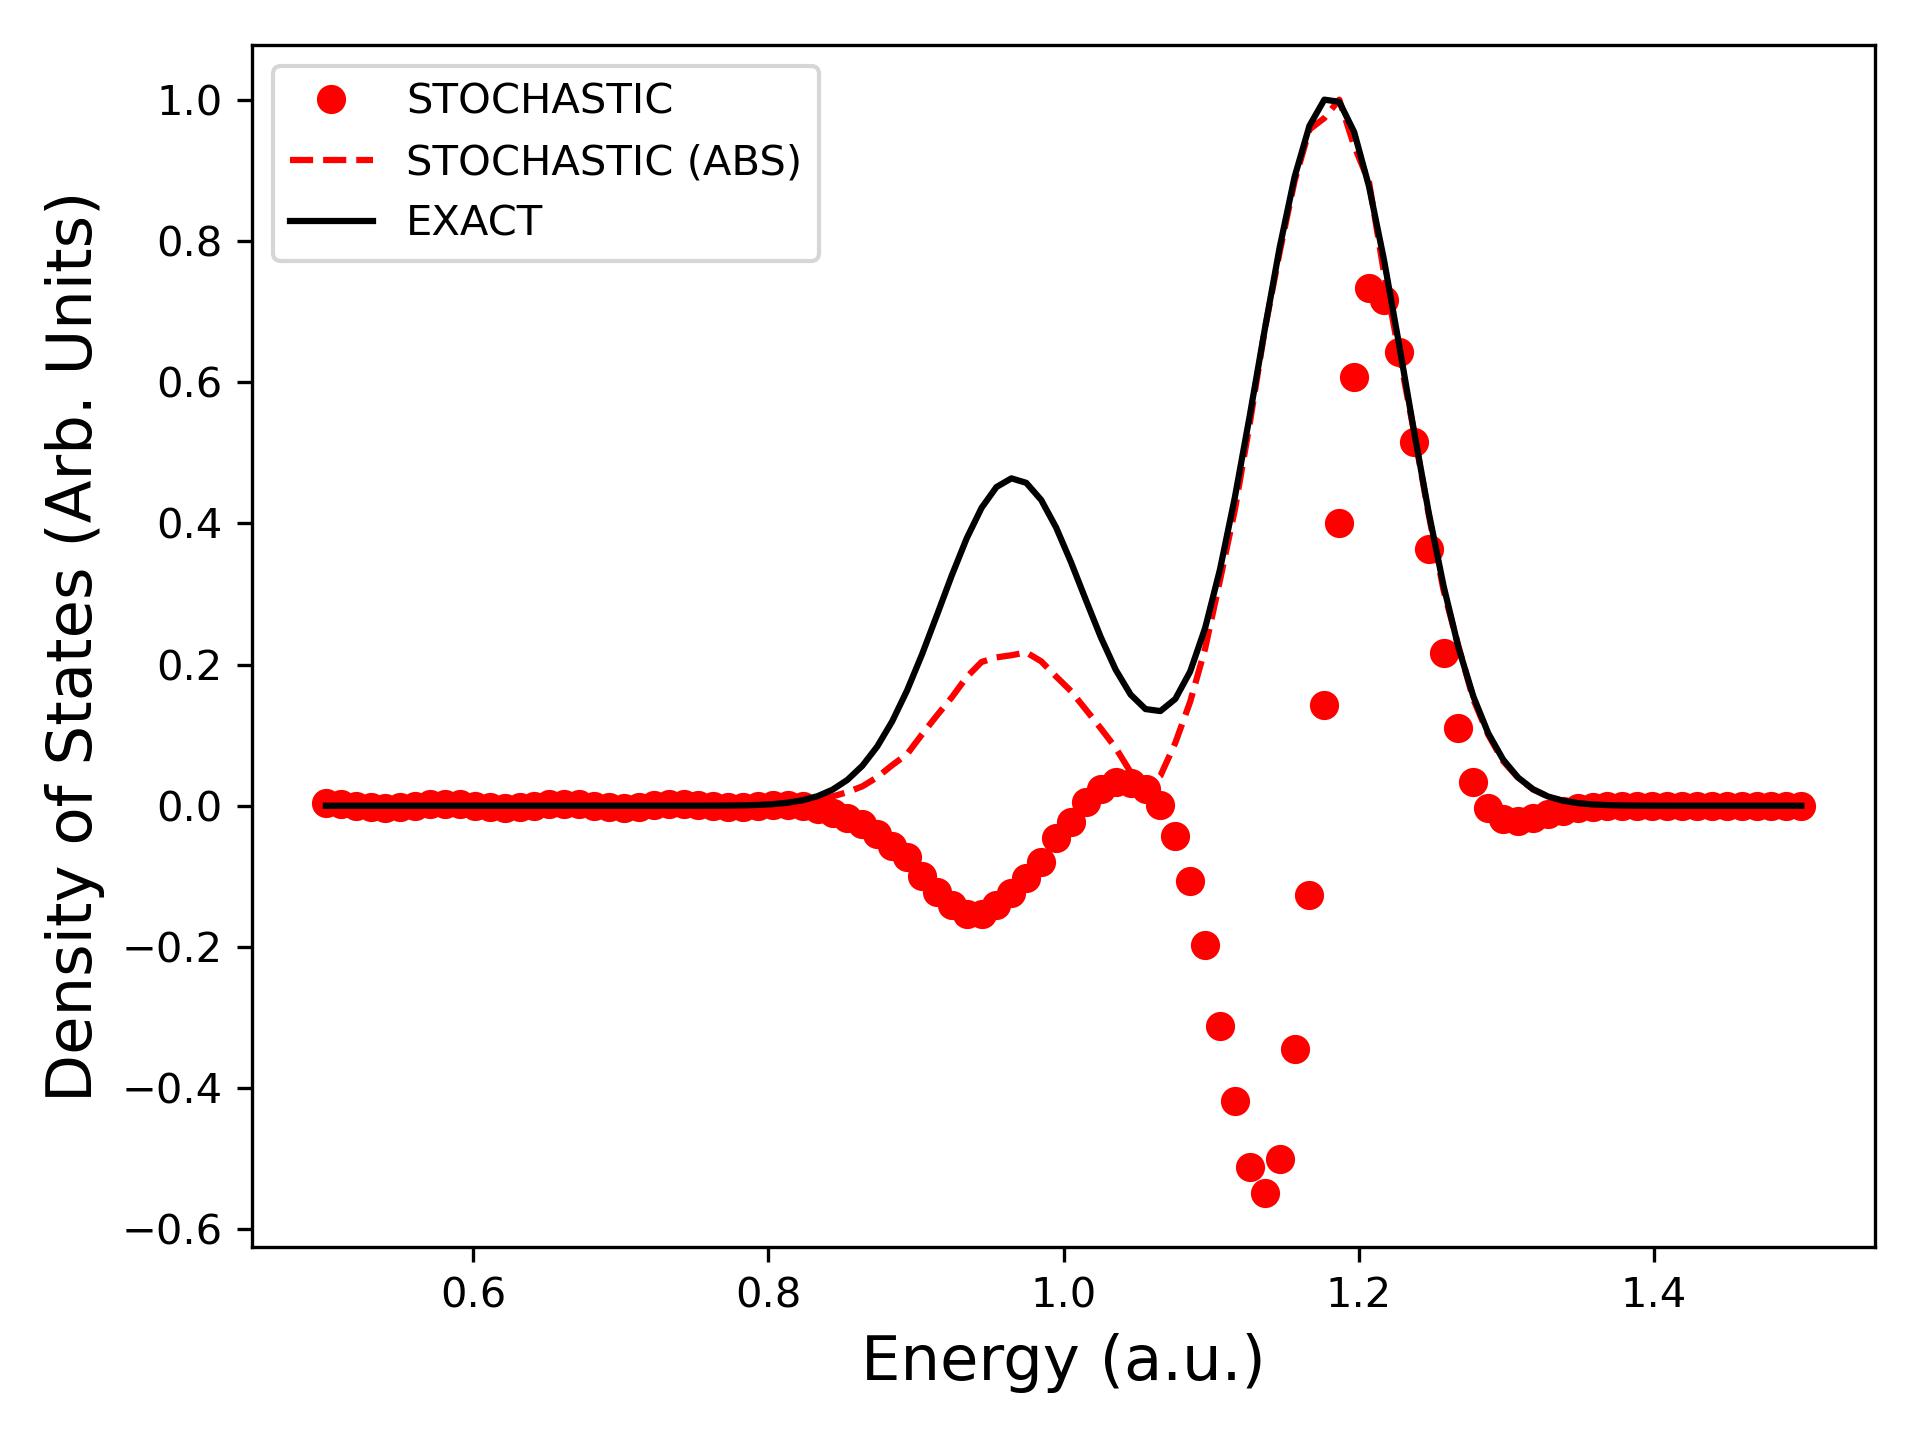 STOCHASTIC
STOCHASTIC (ABS)
EXACT
Density of States (Arb. Units)
1.0
0.8
0.6
0.4
0.2
0.0
−0.2
−0.4
−0.6
0.6 0.8 1.0 1.2 1.4
Energy (a.u.)